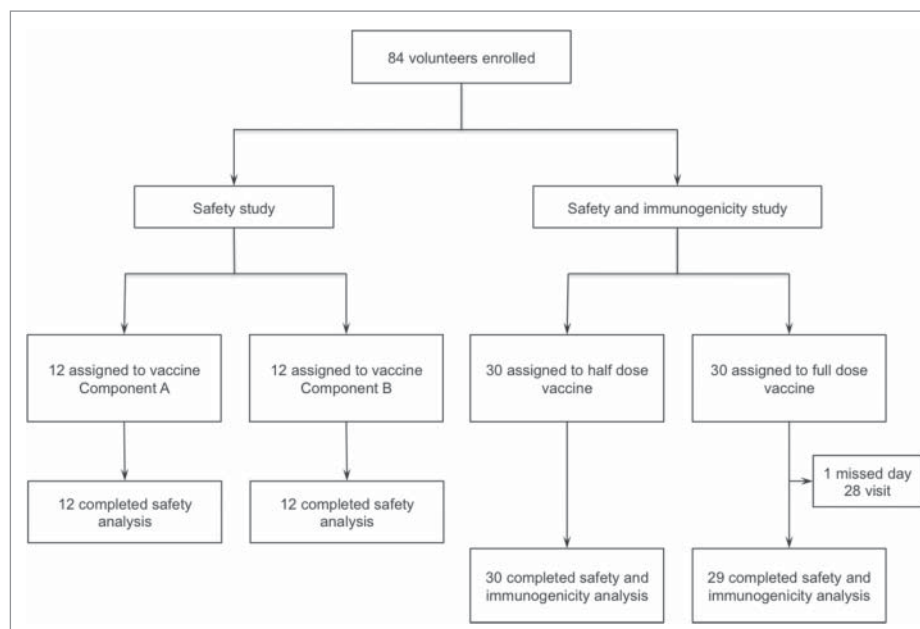 84 volunteers enrolled
Safety study
Safety and immunogenicity study
12 assigned to vaccine
Component A
12 assigned to vaccine
Component B
30 assigned to half dose
vaccine
30 assigned to full dose
vaccine
1 missed day
28 visit
12 completed safety
analysis
12 completed safety
analysis
30 completed safety and
immunogenicity analysis
29 completed safety and
immunogenicity analysis